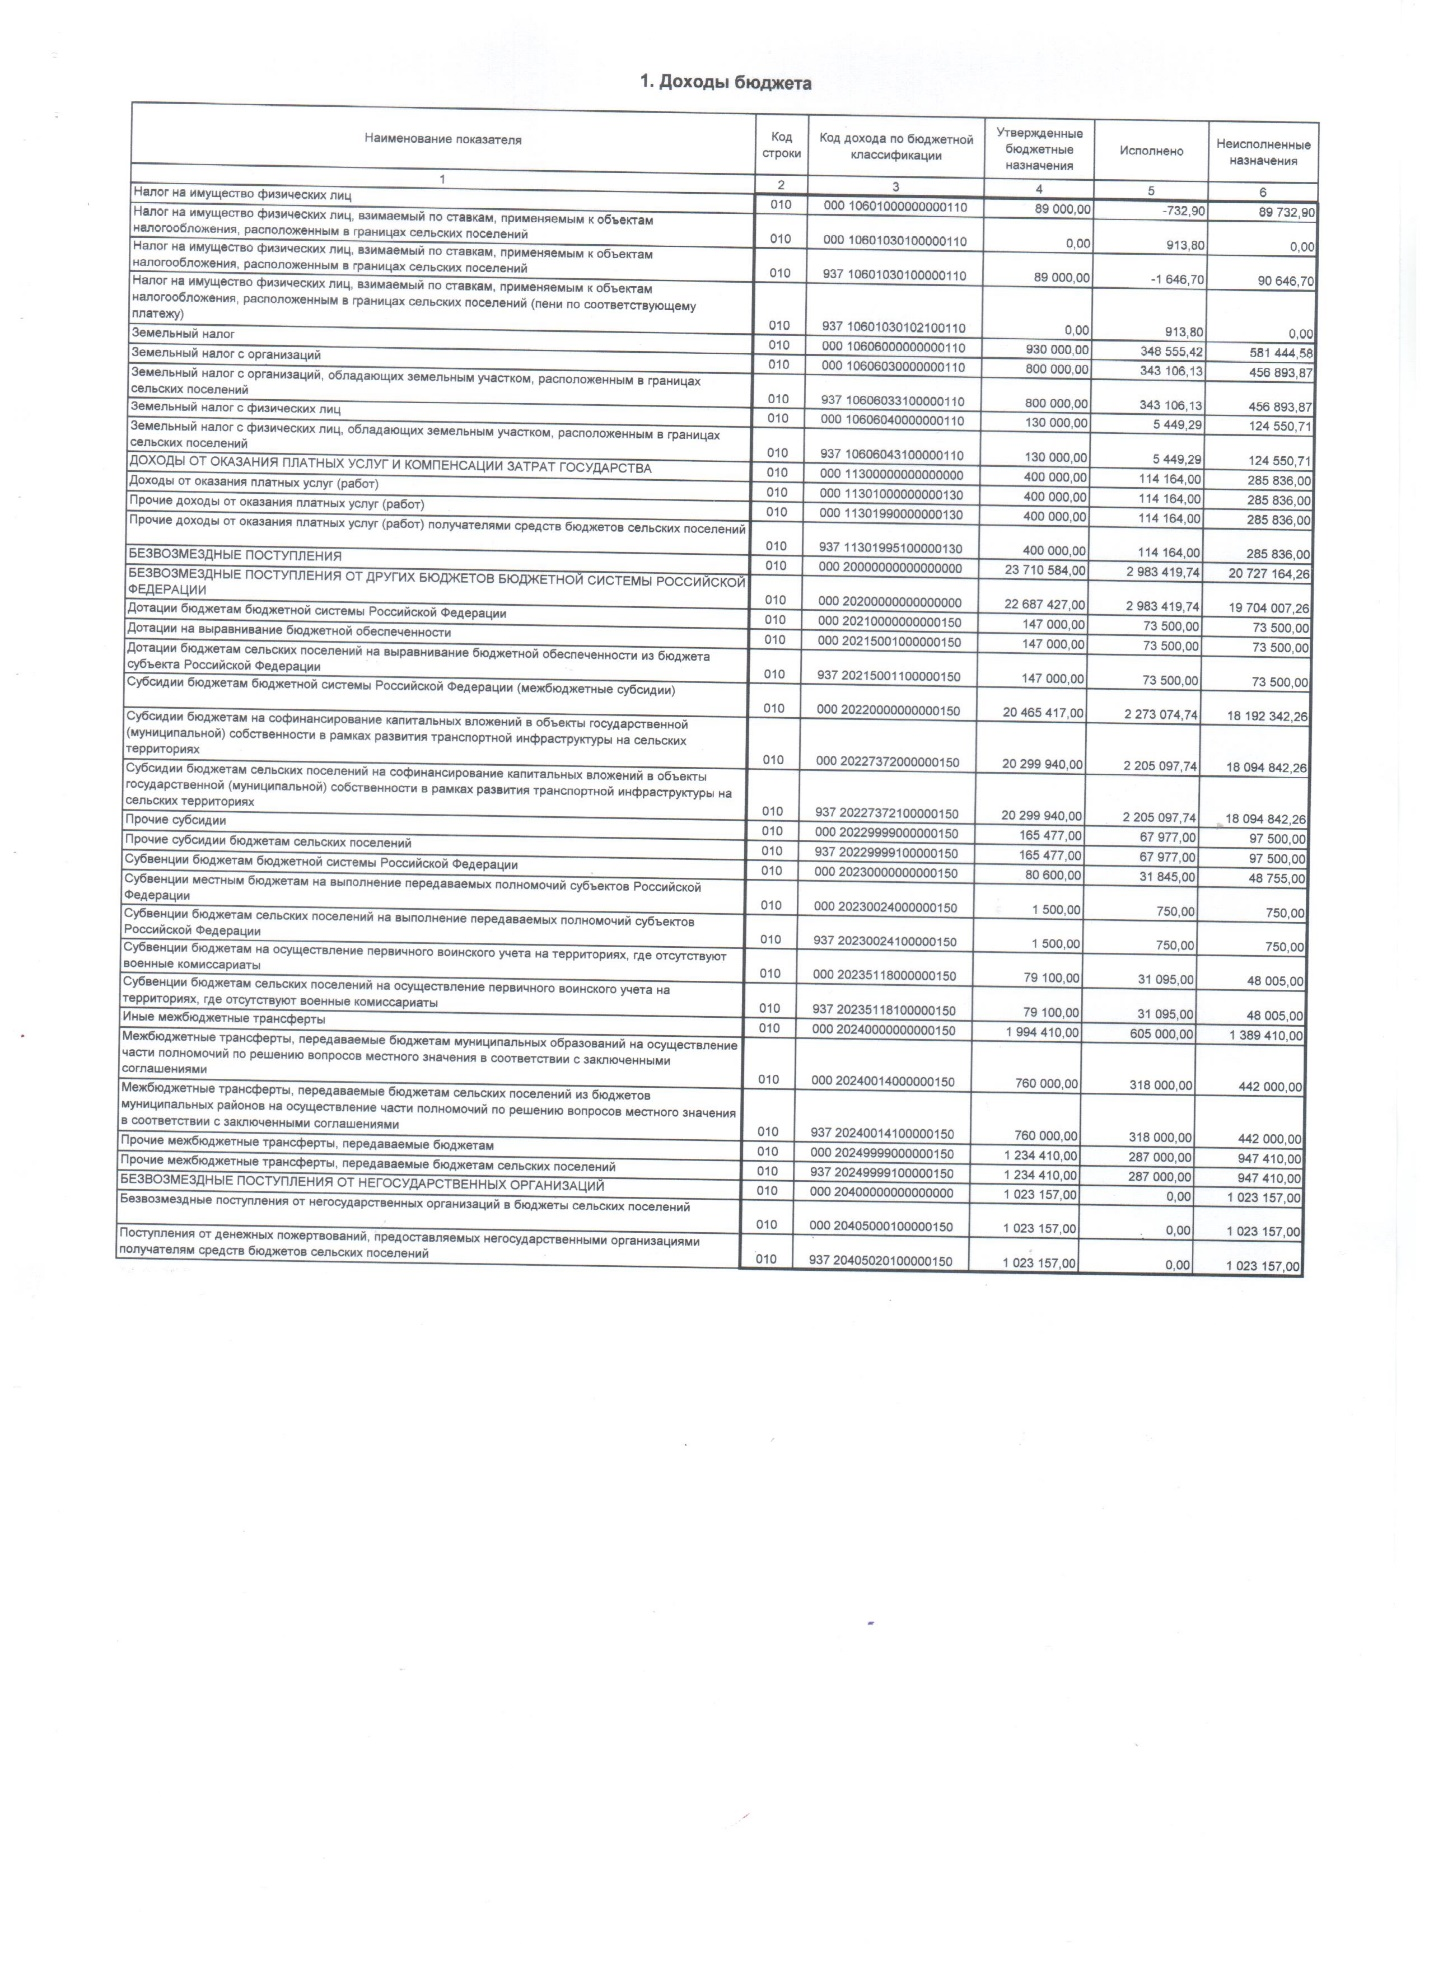 1. Доходы бюджета
Наименование показателя
Код строки
Код дохода по бюджетной классификации
Утвержденные бюджетные назначения
Исполнено
Неисполненные назначения
1 2 3 4 5 6
Налог на имущество физических лиц 010 000 10601000000000110 89 000,00 -732,90 89 732,90
Налог на имущество физических лиц, взимаемый по ставкам, применяемым к объектам
налогообложения, расположенным в границах сельских поселений 010 000 10601030100000110 0,00 913,80 0,00
Налог на имущество физических лиц, взимаемый по ставкам, применяемым к объектам
налогообложения, расположенным в границах сельских поселений 010 937 10601030100000110 89 000,00 -1 646,70 90 646,70
Налог на имущество физических лиц, взимаемый по ставкам, применяемым к объектам
налогообложения, расположенным в границах сельских поселений (пени по соответствующему
платежу) 010 937 10601030102100110 0,00 913,80 0,00
Земельный налог 010 000 10606000000000110 930 000,00 348 555,42 581 444,58
Земельный налог с организаций 010 000 10606030000000110 800 000,00 343 106,13 456 893,87
Земельный налог с организаций, обладающих земельным участком, расположенным в границах
сельских поселений 010 937 10606033100000110 800 000,00 343 106,13 456 893,87
Земельный налог с физических лиц 010 000 10606040000000110 130 000,00 5 449,29 124 550,71
Земельный налог с физических лиц, обладающих земельным участком, расположенным в границах
сельских поселений 010 937 10606043100000110 130 000,00 5 449,29 124 550,71
ДОХОДЫ ОТ ОКАЗАНИЯ ПЛАТНЫХ УСЛУГ И КОМПЕНСАЦИИ ЗАТРАТ ГОСУДАРСТВА 010 000 11300000000000000 400 000,00 114 164,00 285 836,00
Доходы от оказания платных услуг (работ) 010 000 11301000000000130 400 000,00 114 164,00 285 836,00
Прочие доходы от оказания платных услуг (работ) 010 000 11301990000000130 400 000,00 114 164,00 285 836,00
Прочие доходы от оказания платных услуг (работ) получателями средств бюджетов сельских поселений 010 937 11301995100000130 400 000,00 114 164,00 285 836,00
БЕЗВОЗМЕЗДНЫЕ ПОСТУПЛЕНИЯ 010 000 20000000000000000 23 710 584,00 2 983 419,74 20 727 164,26
БЕЗВОЗМЕЗДНЫЕ ПОСТУПЛЕНИЯ ОТ ДРУГИХ БЮДЖЕТОВ БЮДЖЕТНОЙ СИСТЕМЫ РОССИЙСКОЙ
ФЕДЕРАЦИИ 010 000 20200000000000000 22 687 427,00 2 983 419,74 19 704 007,26
Дотации бюджетам бюджетной системы Российской Федерации 010 000 20210000000000150 147 000,00 73 500,00 73 500,00
Дотации на выравнивание бюджетной обеспеченности 010 000 20215001000000150 147 000,00 73 500,00 73 500,00
Дотации бюджетам сельских поселений на выравнивание бюджетной обеспеченности из бюджета
субъекта Российской Федерации 010 937 20215001100000150 147 000,00 73 500,00 73 500,00
Субсидии бюджетам бюджетной системы Российской Федерации (межбюджетные субсидии) 010 000 20220000000000150 20 465 417,00 2 273 074,74 18 192 342,26
Субсидии бюджетам на софинансирование капитальных вложений в объекты государственной
(муниципальной) собственности в рамках развития транспортной инфраструктуры на сельских
территориях 010 000 20227372000000150 20 299 940,00 2 205 097,74 18 094 842,26
Субсидии бюджетам сельских поселений на софинансирование капитальных вложений в объекты
государственной (муниципальной) собственности в рамках развития транспортной инфраструктуры на
сельских территориях 010 937 20227372100000150 20 299 940,00 2 205 097,74 18 094 842,26
Прочие субсидии 010 000 20229999000000150 165 477,00 67 977,00 97 500,00
Прочие субсидии бюджетам сельских поселений 010 937 20229999100000150 165 477,00 67 977,00 97 500,00
Субвенции бюджетам бюджетной системы Российской Федерации 010 000 20230000000000150 80 600,00 31 845,00 48 755,00
Субвенции местным бюджетам на выполнение передаваемых полномочий субъектов Российской
Федерации 010 000 20230024000000150 1 500,00 750,00 750,00
Субвенции бюджетам сельских поселений на выполнение передаваемых полномочий субъектов
Российской Федерации 010 937 20230024100000150 1 500,00 750,00 750,00
Субвенции бюджетам на осуществление первичного воинского учета на территориях, где отсутствуют
военные комиссариаты 010 000 20235118000000150 79 100,00 31 095,00 48 005,00
Субвенции бюджетам сельских поселений на осуществление первичного воинского учета на
территориях, где отсутствуют военные комиссариаты 010 937 20235118100000150 79 100,00 31 095,00 48 005,00
Иные межбюджетные трансферты 010 000 20240000000000150 1 994 410,00 605 000,00 1 389 410,00
Межбюджетные трансферты, передаваемые бюджетам муниципальных образований на осуществление
части полномочий по решению вопросов местного значения в соответствии с заключенными
соглашениями 010 000 20240014000000150 760 000,00 318 000,00 442 000,00
Межбюджетные трансферты, передаваемые бюджетам сельских поселений из бюджетов
муниципальных районов на осуществление части полномочий по решению вопросов местного значения
в соответствии с заключенными соглашениями 010 937 20240014100000150 760 000,00 318 000,00 442 000,00
Прочие межбюджетные трансферты, передаваемые бюджетам 010 000 20249999000000150 1 234 410,00 287 000,00 947 410,00
Прочие межбюджетные трансферты, передаваемые бюджетам сельских поселений 010 937 20249999100000150 1 234 410,00 287 000,00 947 410,00
БЕЗВОЗМЕЗДНЫЕ ПОСТУПЛЕНИЯ ОТ НЕГОСУДАРСТВЕННЫХ ОРГАНИЗАЦИЙ 010 000 20400000000000000 1 023 157,00 0,00 1 023 157,00
Безвозмездные поступления от негосударственных организаций в бюджеты сельских поселений 010 000 20405000100000150 1 023 157,00 0,00 1 023 157,00
Поступления от денежных пожертвований, предоставляемых негосударственными организациями
получателям средств бюджетов сельских поселений 010 937 20405020100000150 1 023 157,00 0,00 1 023 157,00